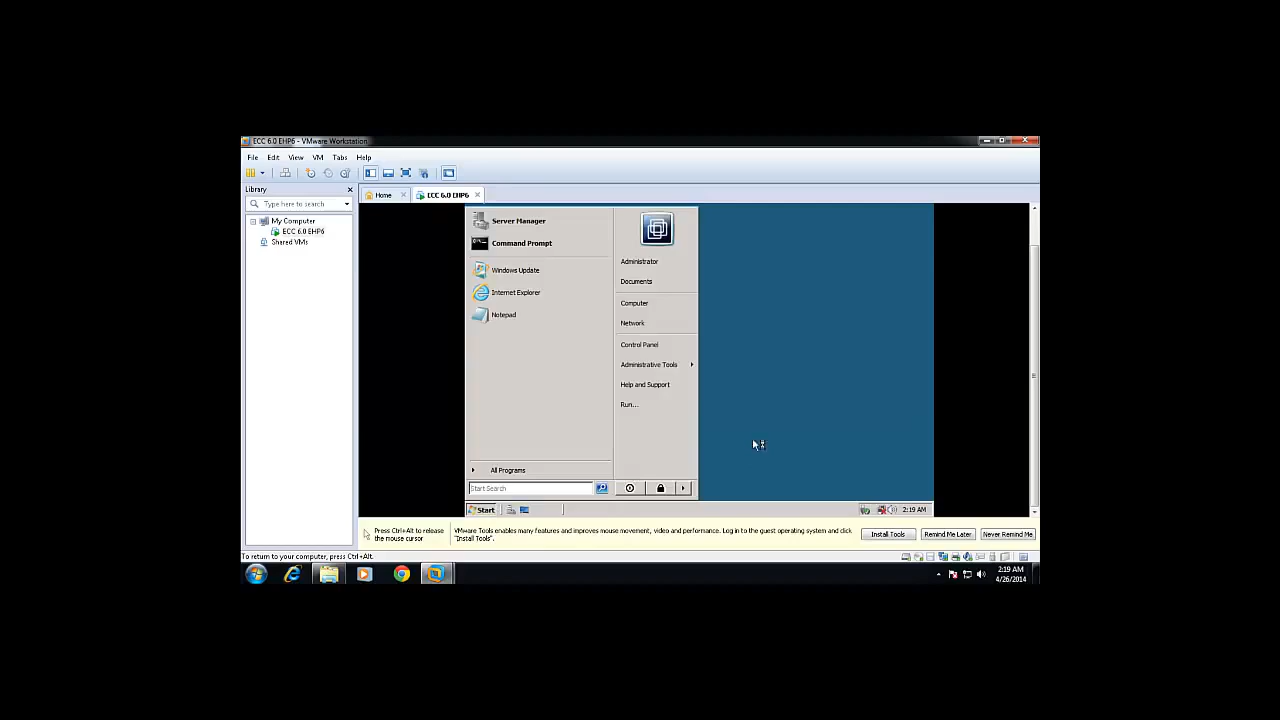 ECC 6.0 EHP6 - VMware Workstation
File Edit View VM Tabs Help
Library
Type here to search
My Computer
ECC 6.0 EHP6
Shared VMs
Home
ECC 6.0 EHP6
Server Manager
Command Prompt
Windows Update
Internet Explorer
Notepad
All Programs
Start Search
Administrator
Documents
Computer
Network
Control Panel
Administrative Tools
Help and Support
Run...
Start
2:19 AM
Press Ctrl+Alt to release
the mouse cursor
VMware Tools enables many features and improves mouse movement, video and performance. Log in to the guest operating system and click
"Install Tools".
Install Tools
Remind Me Later
Never Remind Me
To return to your computer, press Ctrl+Alt.
2:19 AM
4/26/2014